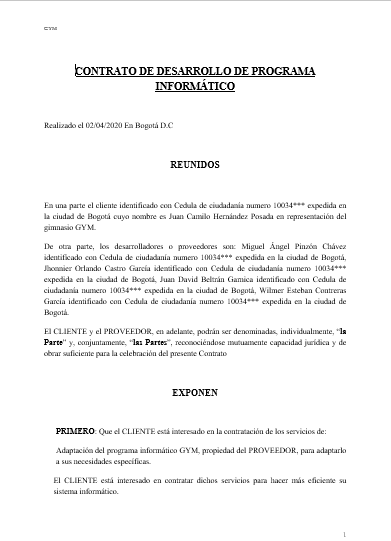 GYM
CONTRATO DE DESARROLLO DE PROGRAMA
INFORMÁTICO
Realizado el 02/04/2020 En Bogotá D.C
REUNIDOS
En una parte el cliente identificado con Cedula de ciudadanía numero 10034*** expedida en
la ciudad de Bogotá cuyo nombre es Juan Camilo Hernández Posada en representación del
gimnasio GYM.
De otra parte, los desarrolladores o proveedores son: Miguel Ángel Pinzón Chávez
identificado con Cedula de ciudadanía numero 10034*** expedida en la ciudad de Bogotá,
Jhonnier Orlando Castro García identificado con Cedula de ciudadanía numero 10034***
expedida en la ciudad de Bogotá, Juan David Beltrán Garnica identificado con Cedula de
ciudadanía numero 10034*** expedida en la ciudad de Bogotá, Wilmer Esteban Contreras
García identificado con Cedula de ciudadanía numero 10034*** expedida en la ciudad de
Bogotá.
El CLIENTE y el PROVEEDOR, en adelante, podrán ser denominadas, individualmente, “la
Parte” y, conjuntamente, “las Partes”, reconociéndose mutuamente capacidad jurídica y de
obrar suficiente para la celebración del presente Contrato
EXPONEN
PRIMERO: Que el CLIENTE está interesado en la contratación de los servicios de:
Adaptación del programa informático GYM, propiedad del PROVEEDOR, para adaptarlo
a sus necesidades específicas.
El CLIENTE está interesado en contratar dichos servicios para hacer más eficiente su
sistema informático.
1